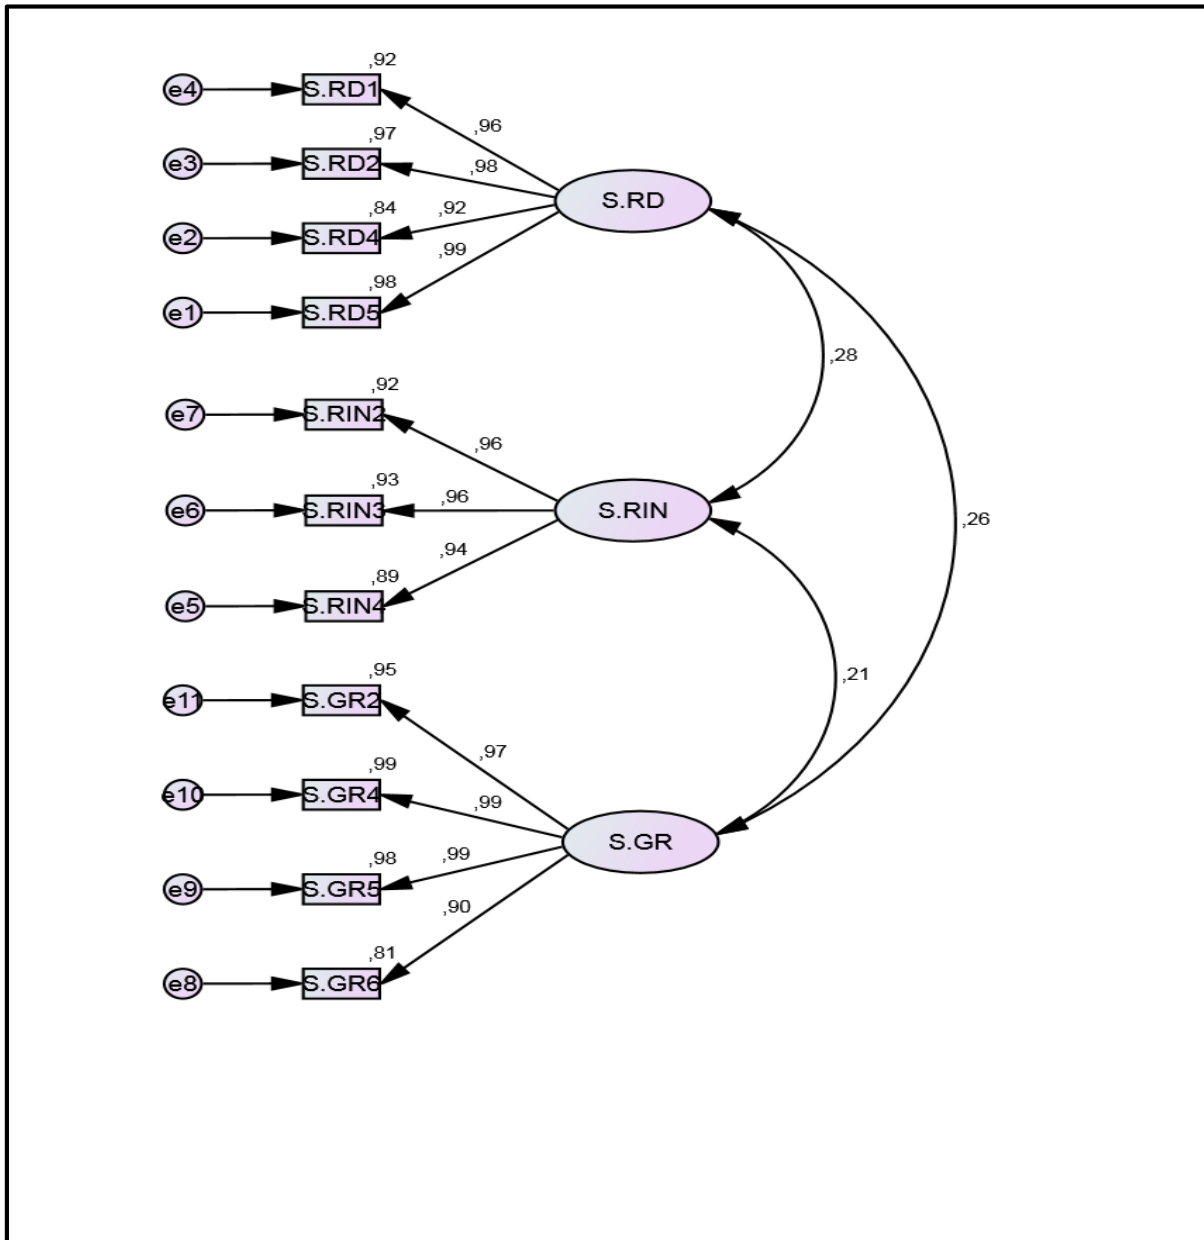 ,92
e4 S.RD1
,96
,97
e3 S.RD2
,98
S.RD
,84
,92
e2 S.RD4
,99
,98
e1 S.RD5
,28
,92
e7 S.RIN2
,96
,93
,96
e6 S.RIN3
S.RIN
,26
,94
,89
e5 S.RIN4
,95
,21
e11 S.GR2
,97
,99
e10 S.GR4
,99
S.GR
,98
,99
e9 S.GR5
,90
,81
e8 S.GR6